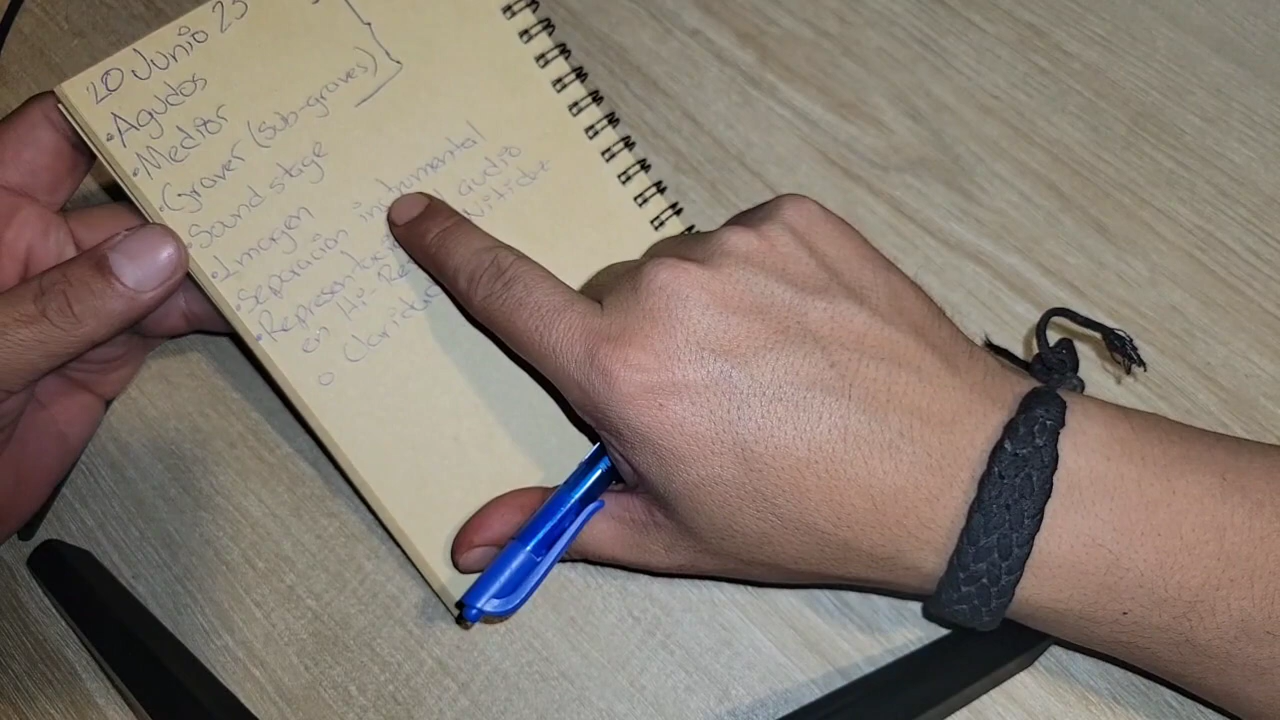 20 Junio 23
• Agudos
• Medios
• Graves (sub-graves)
• Sound stage
• Imagen
• Separación instrumental
• Representación audio
en Hi-Res
○ Claridad